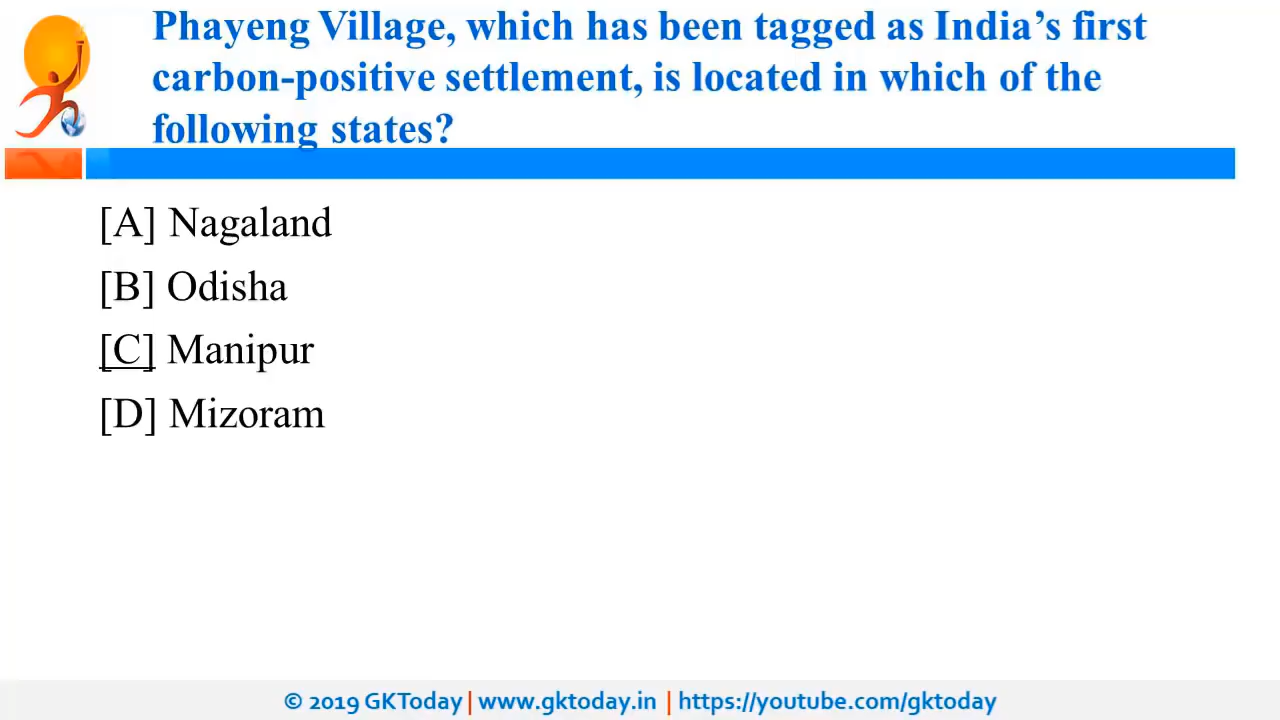 Phayeng Village, which has been tagged as India’s first
carbon-positive settlement, is located in which of the
following states?
[A] Nagaland
[B] Odisha
[C] Manipur
[D] Mizoram
© 2019 GKToday | www.gktoday.in | https://youtube.com/gktoday